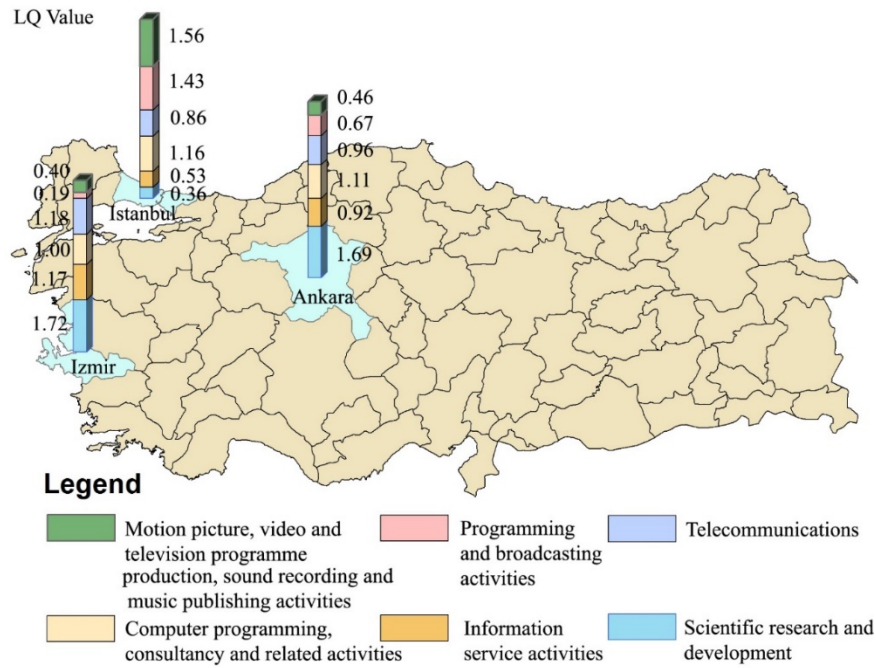 LQ Value
1.56
1.43
0.86
1.16
0.53
0.36
Istanbul
0.46
0.67
0.96
1.11
0.92
1.69
Ankara
0.40
0.19
1.18
1.00
1.17
1.72
Izmir
Legend
Motion picture, video and
television programme
production, sound recording and
music publishing activities
Programming
and broadcasting
activities
Telecommunications
Computer programming,
consultancy and related activities
Information
service activities
Scientific research and
development